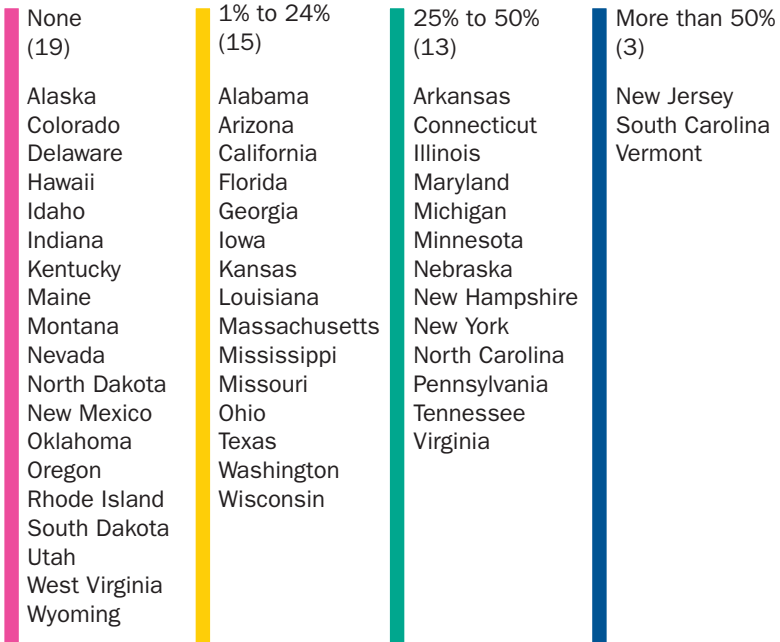 None
(19)
Alaska
Colorado
Delaware
Hawaii
Idaho
Indiana
Kentucky
Maine
Montana
Nevada
North Dakota
New Mexico
Oklahoma
Oregon
Rhode Island
South Dakota
Utah
West Virginia
Wyoming
1% to 24%
(15)
Alabama
Arizona
California
Florida
Georgia
Iowa
Kansas
Louisiana
Massachusetts
Mississippi
Missouri
Ohio
Texas
Washington
Wisconsin
25% to 50%
(13)
Arkansas
Connecticut
Illinois
Maryland
Michigan
Minnesota
Nebraska
New Hampshire
New York
North Carolina
Pennsylvania
Tennessee
Virginia
More than 50%
(3)
New Jersey
South Carolina
Vermont